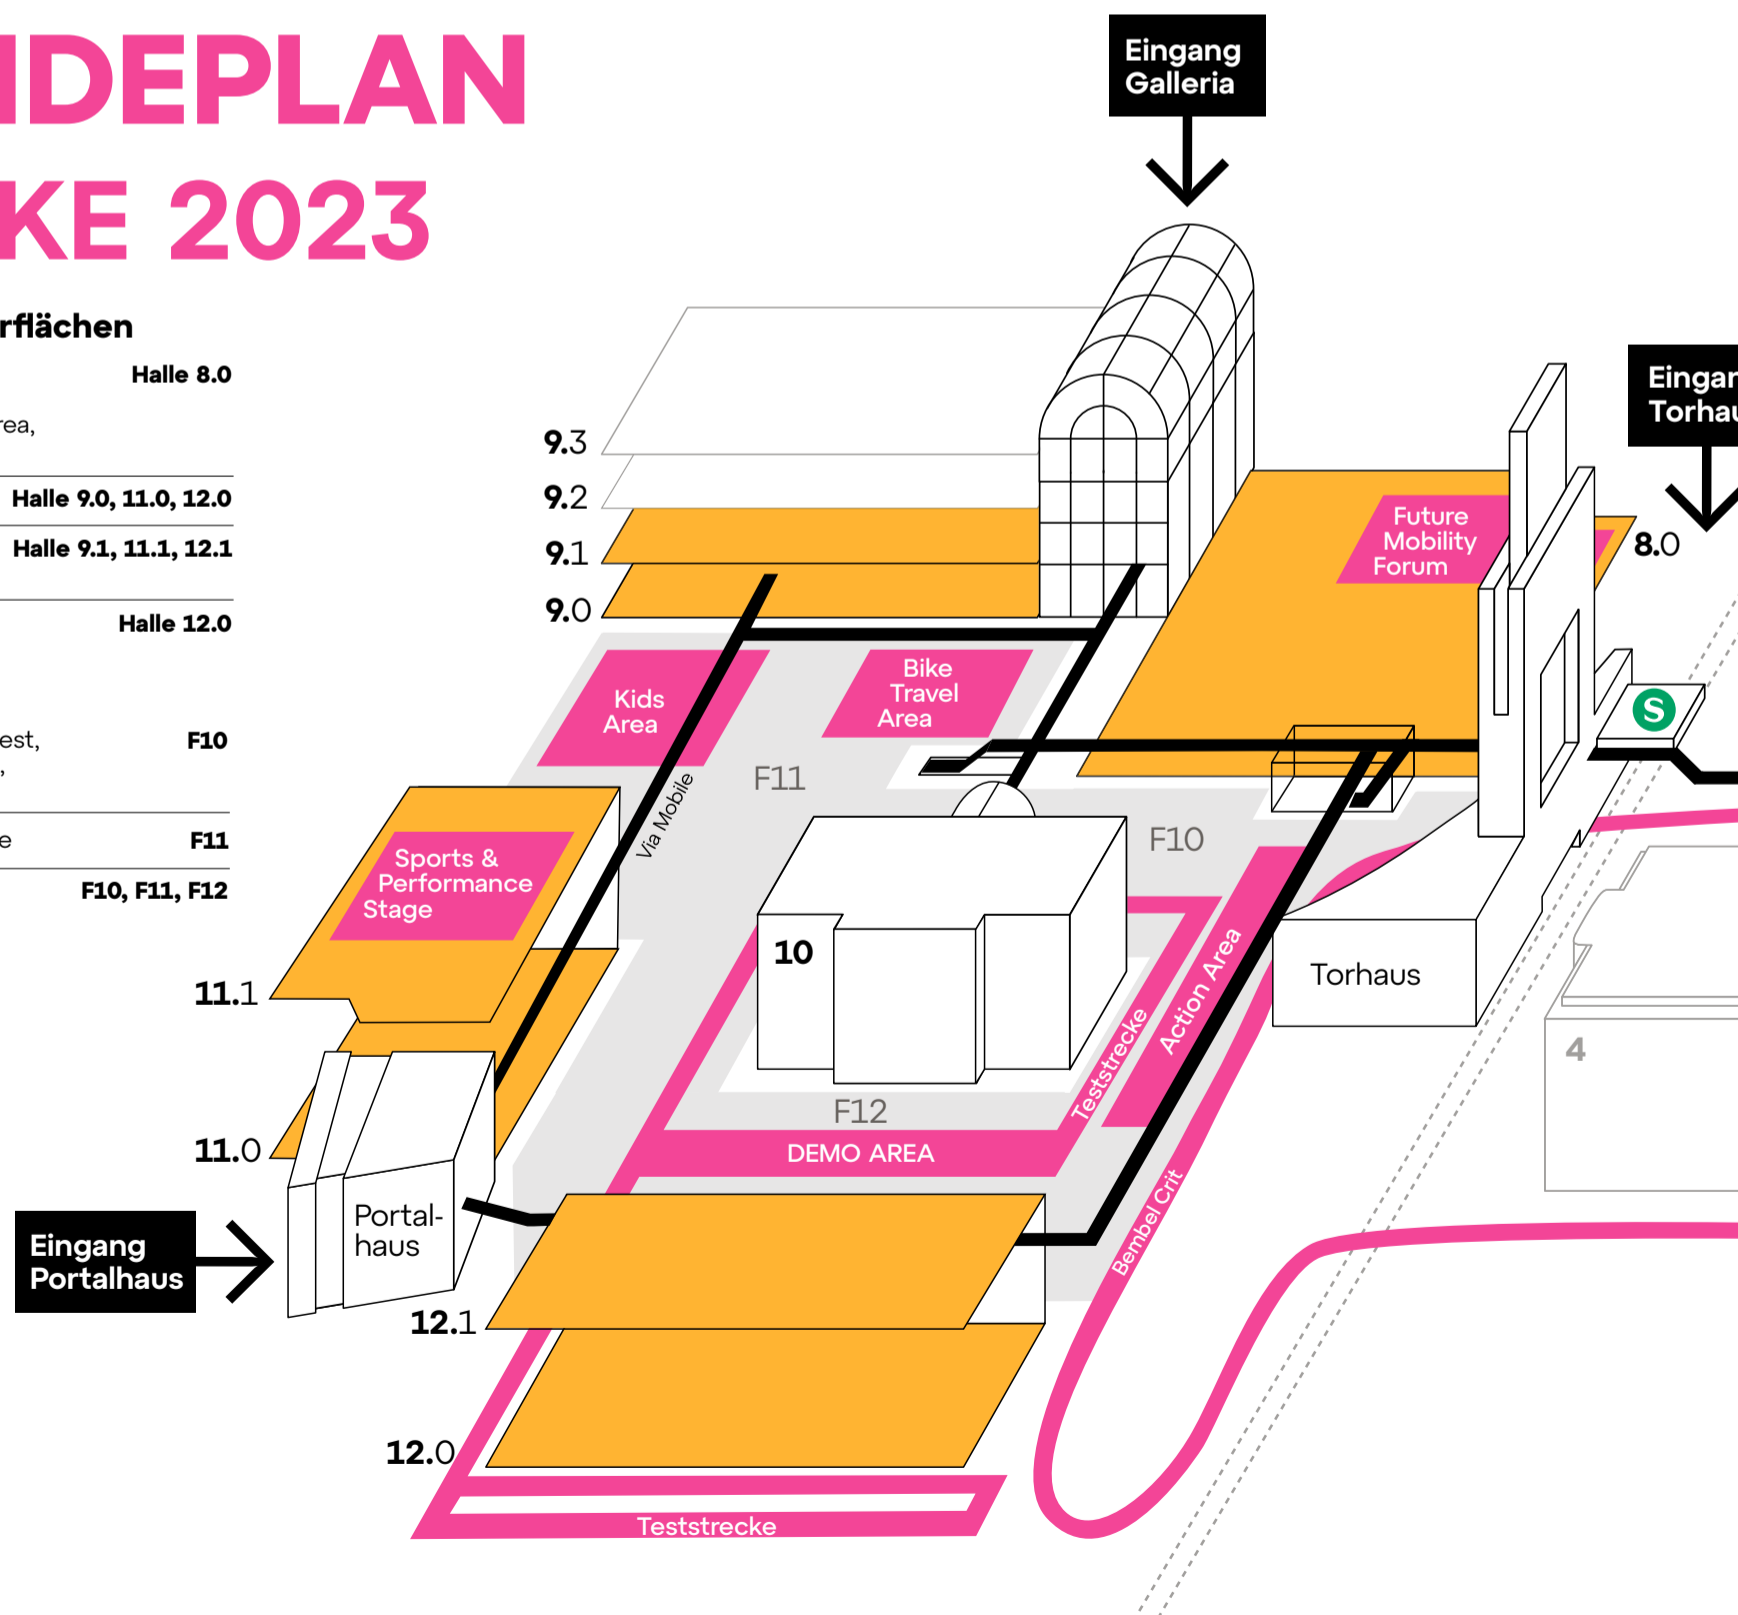 IDEPLAN
KE 2023
rflächen
Halle 8.0
rea,
Halle 9.0, 11.0, 12.0
Halle 9.1, 11.1, 12.1
Halle 12.0
est,
F10
,
e
F11
F10, F11, F12
Eingang
Galleria
Eingan
Torhau
9.3
9.2
9.1
9.0
Future
Mobility
Forum
8.0
Kids
Area
Bike
Travel
Area
S
F11
Via Mobile
F10
Sports &
Performance
Stage
10
Action Area
Torhaus
11.1
Teststrecke
4
F12
DEMO AREA
11.0
Portal-
haus
Bembel Crit
Eingang
Portalhaus
12.1
12.0
Teststrecke